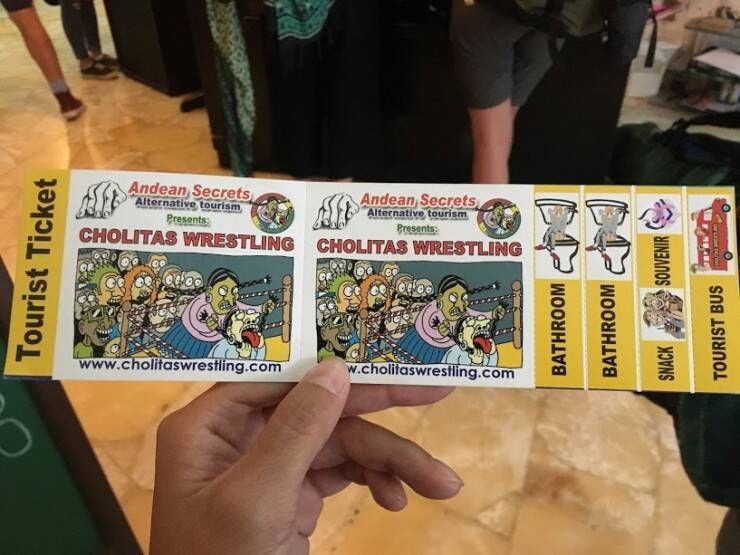 Tourist Ticket
Andean Secrets
Alternative tourism
Presents:
CHOLITAS WRESTLING
www.cholitaswrestling.com
Andean Secrets
Alternative tourism
Presents:
CHOLITAS WRESTLING
w.cholitaswrestling.com
BATHROOM
BATHROOM
SNACK SOUVENIR
TOURIST BUS